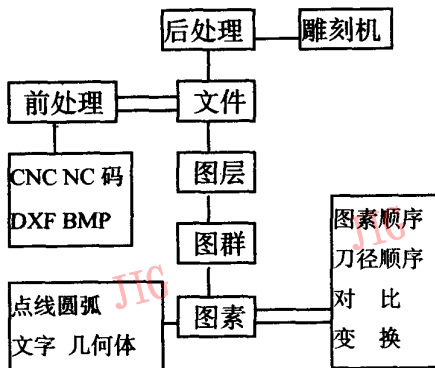 后处理
雕刻机
前处理
文件
CNC NC 码
DXF BMP
图层
图群
图素
点线圆弧
文字 几何体
图素顺序
刀径顺序
对 比
变 换
JIG
JIG